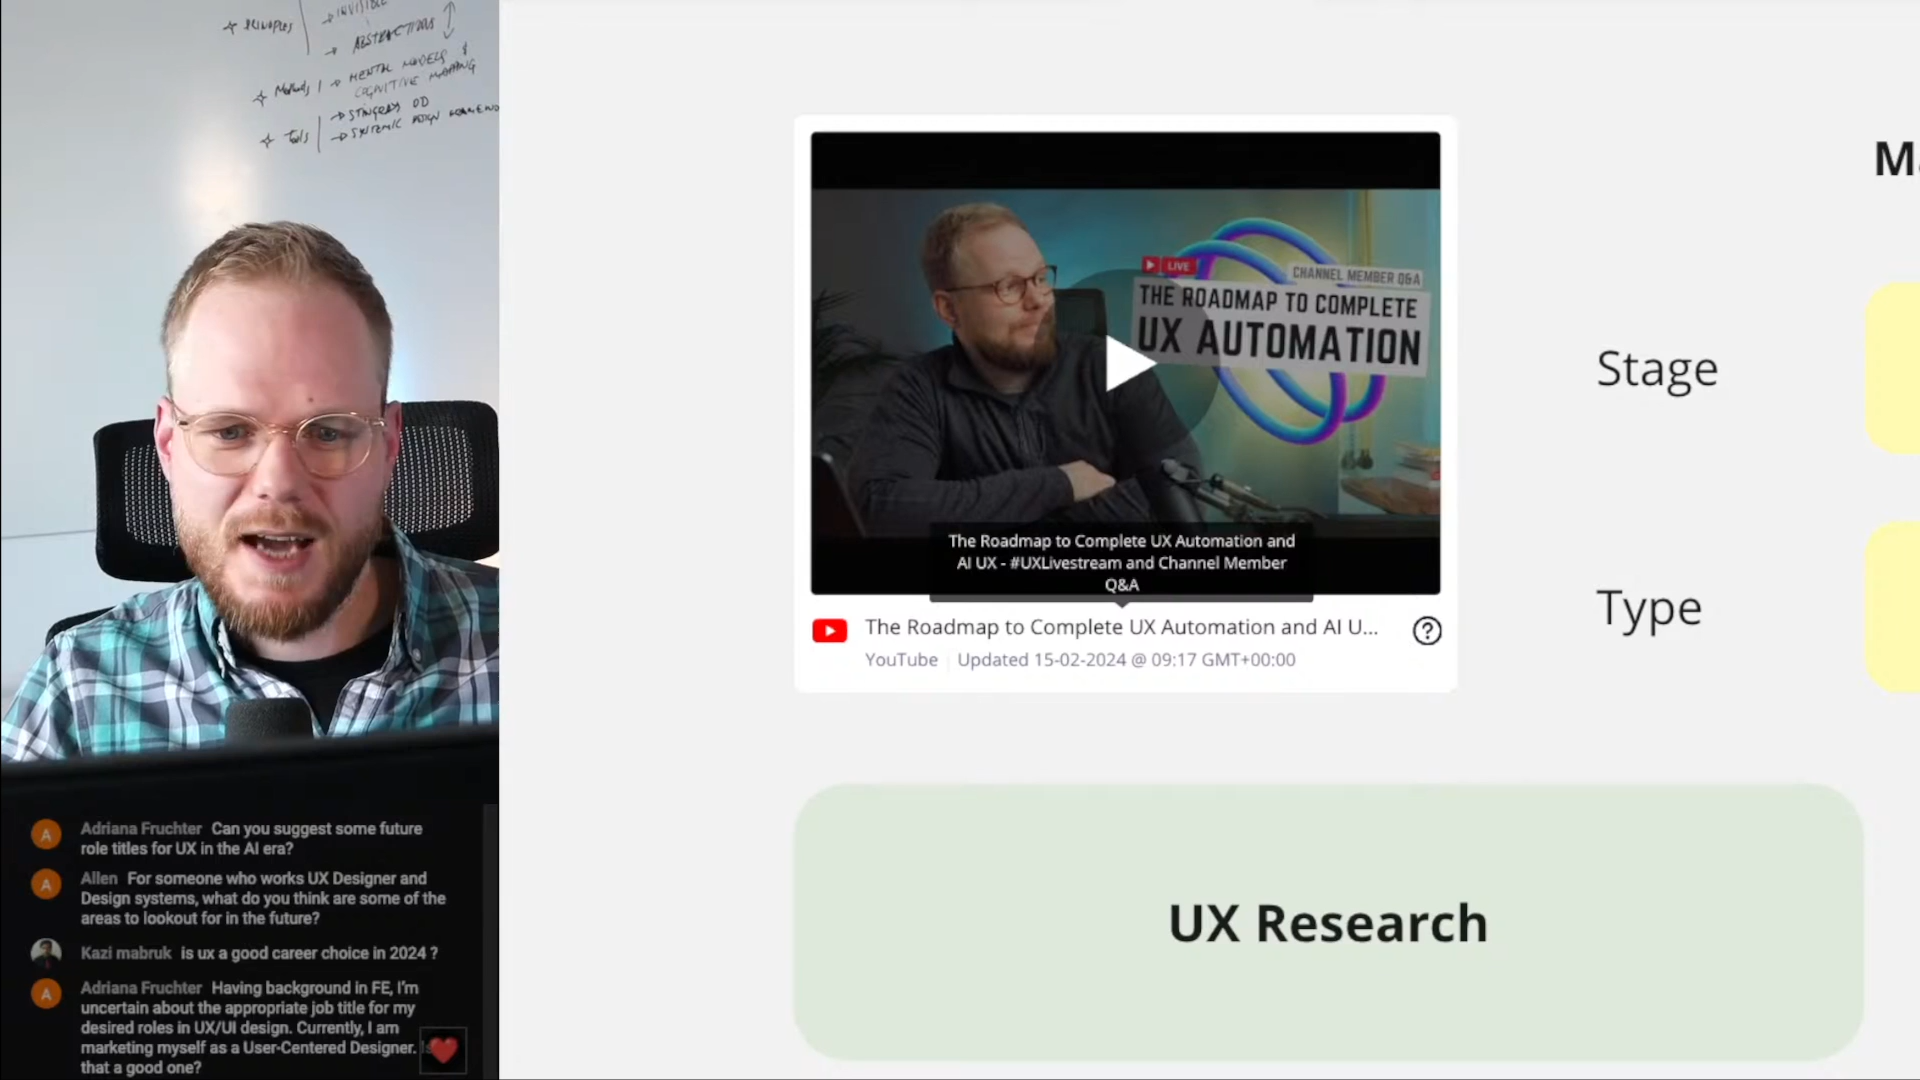 PRINCIPLES
INVISIBLE
ABSTRACTIONS
Methods
MENTAL MODELS &
COGNITIVE MAPPING
Tools
SYSTEMIC DESIGN
Adriana Fruchter Can you suggest some future
role titles for UX in the AI era?
Allen For someone who works UX Designer and
Design systems, what do you think are some of the
areas to lookout for in the future?
Kazi mabruk is ux a good career choice in 2024 ?
Adriana Fruchter Having background in FE, I'm
uncertain about the appropriate job title for my
desired roles in UX/UI design. Currently, I am
marketing myself as a User-Centered Designer. Is
that a good one?
LIVE
CHANNEL MEMBER Q&A
THE ROADMAP TO COMPLETE
UX AUTOMATION
The Roadmap to Complete UX Automation and
AI UX - #UXLivestream and Channel Member
Q&A
The Roadmap to Complete UX Automation and AI U...
YouTube | Updated 15-02-2024 @ 09:17 GMT+00:00
Stage
Type
UX Research